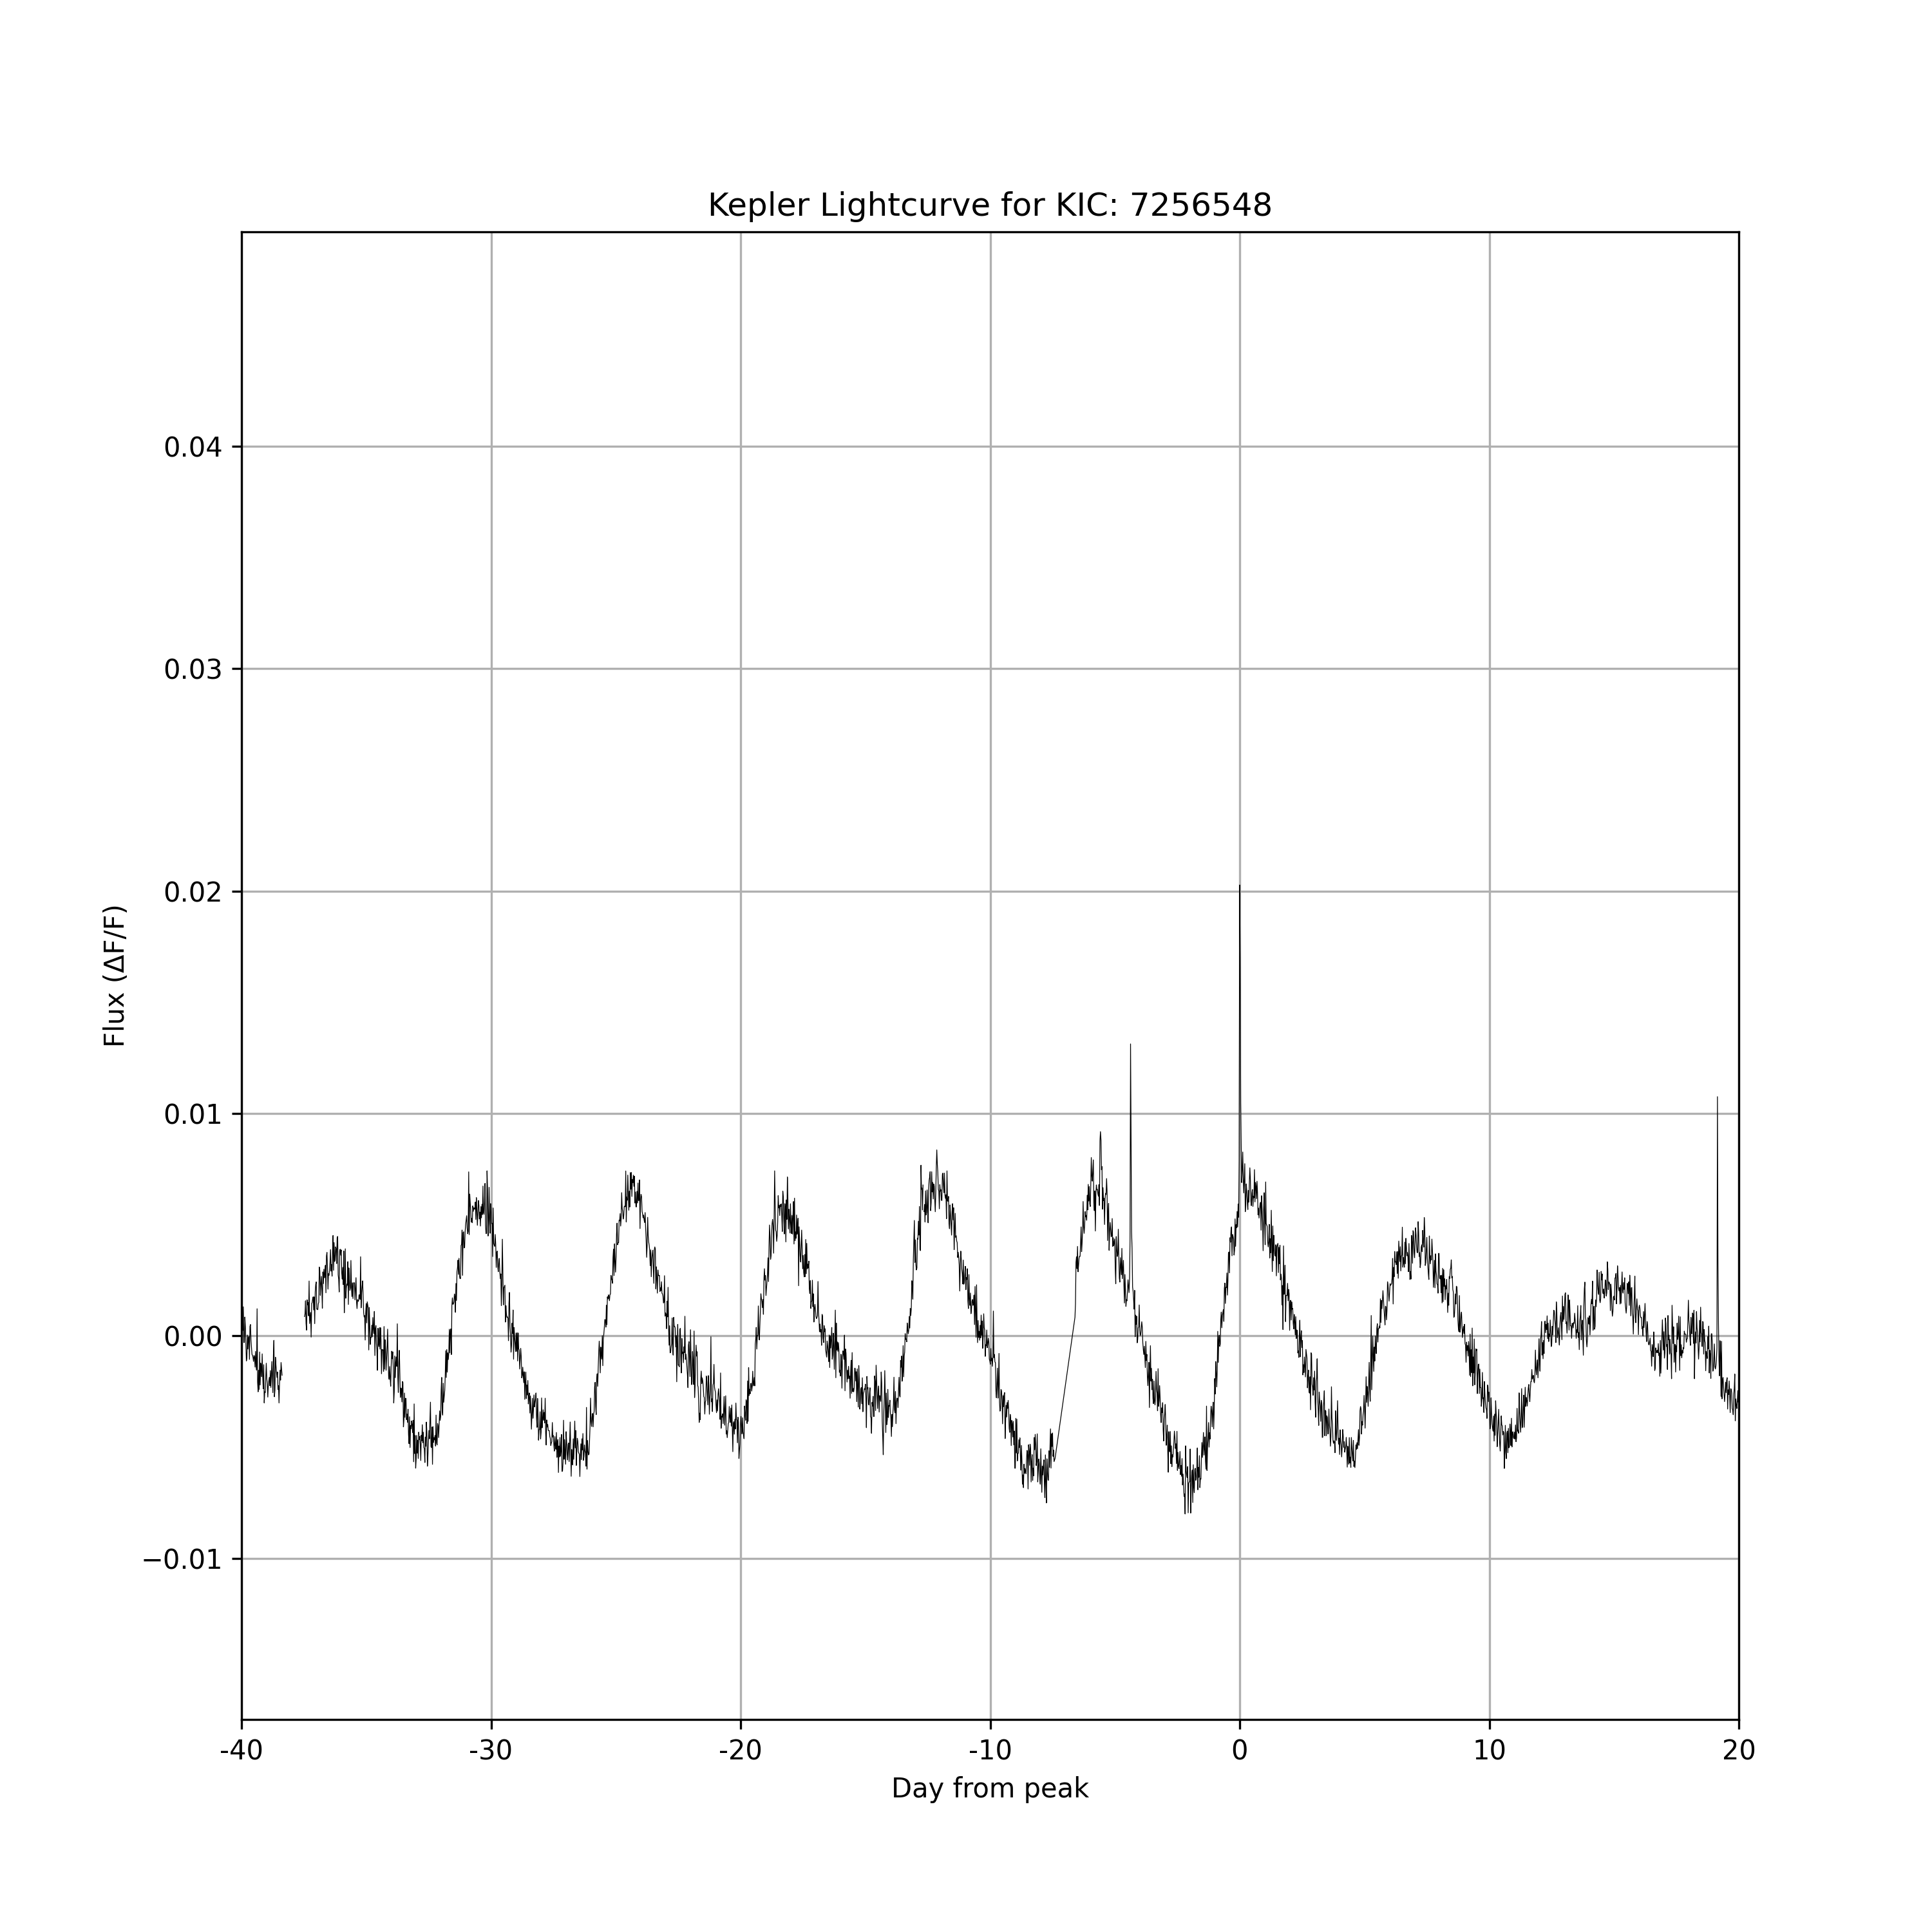 Kepler Lightcurve for KIC: 7256548
0.04
0.03
0.02
0.01
0.00
−0.01
Flux (ΔF/F)
-40 -30 -20 -10 0 10 20
Day from peak